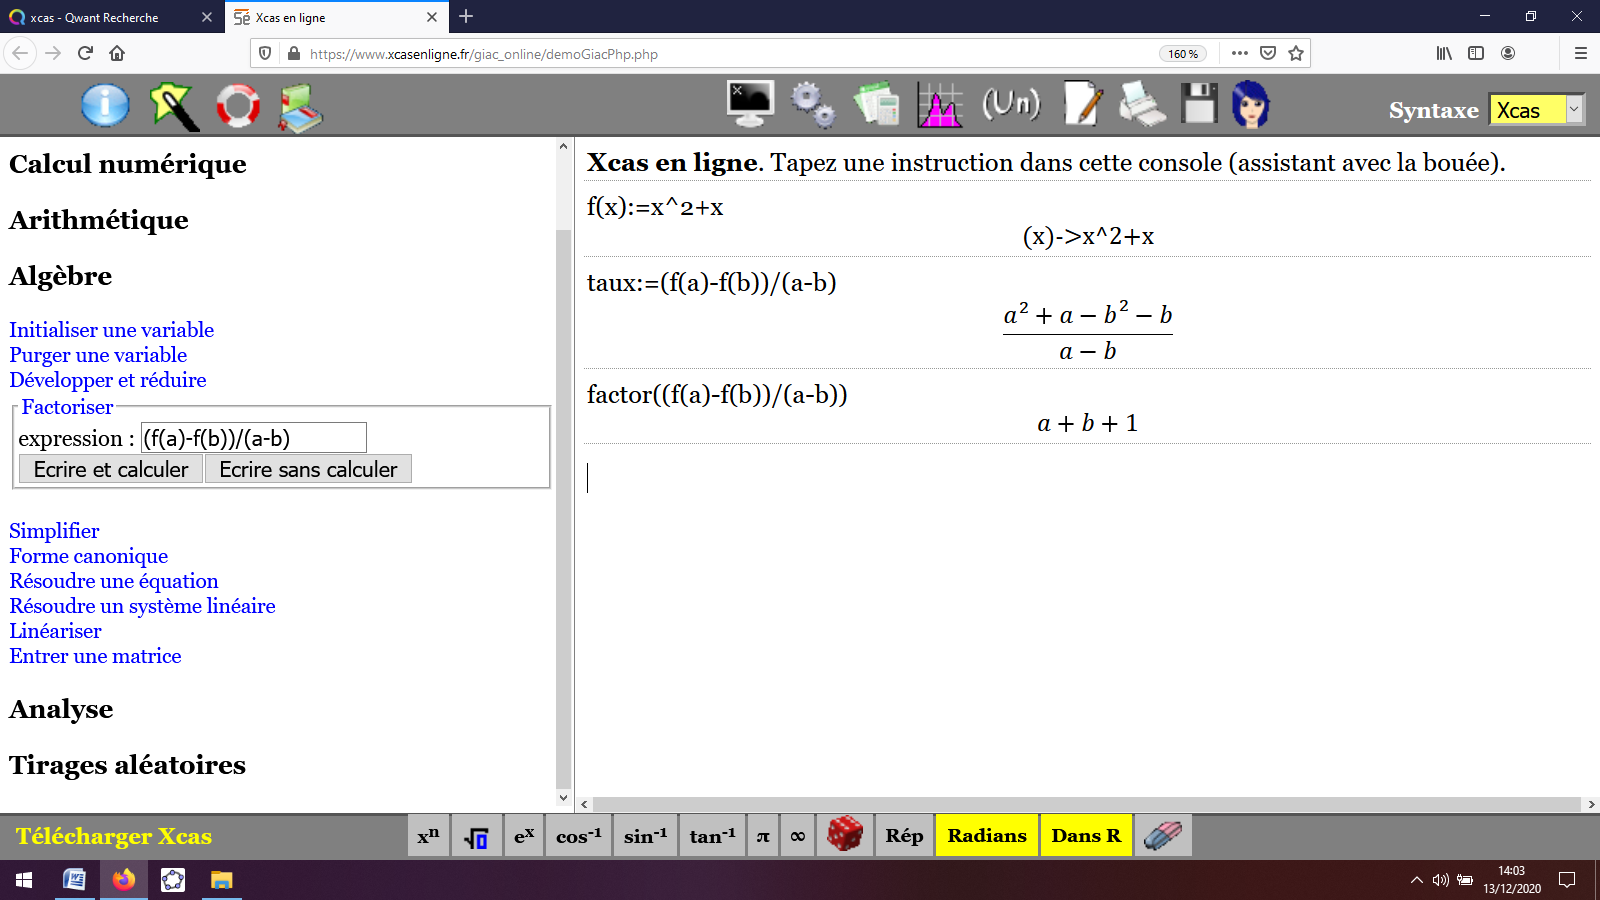 xcas - Qwant Recherche
Xcas en ligne
https://www.xcasenligne.fr/giac_online/demoGiacPhp.php
160 %
(Un)
Syntaxe
Xcas
Calcul numérique
Arithmétique
Algèbre
Initialiser une variable
Purger une variable
Développer et réduire
Factoriser
expression : (f(a)-f(b))/(a-b)
Ecrire et calculer
Ecrire sans calculer
Simplifier
Forme canonique
Résoudre une équation
Résoudre un système linéaire
Linéariser
Entrer une matrice
Analyse
Tirages aléatoires
Xcas en ligne. Tapez une instruction dans cette console (assistant avec la bouée).
f(x):=x^2+x
(x)->x^2+x
taux:=(f(a)-f(b))/(a-b)
a² + a − b² − b
a − b
factor((f(a)-f(b))/(a-b))
a + b + 1
Télécharger Xcas
xⁿ
√0
eˣ
cos⁻¹
sin⁻¹
tan⁻¹
π
∞
Rép
Radians
Dans R
14:03
13/12/2020